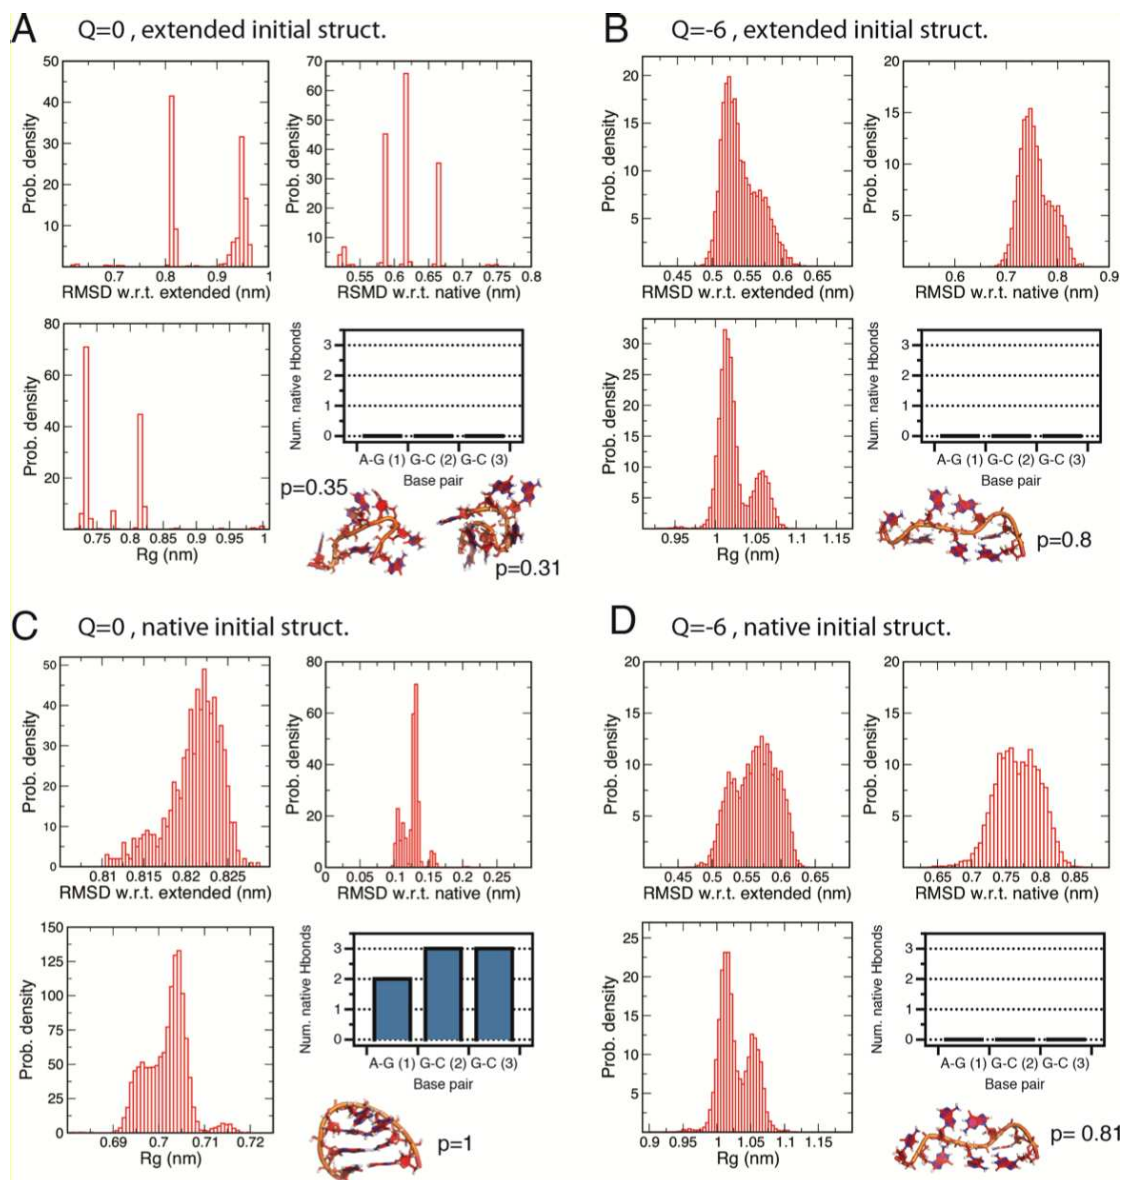 A Q=0 , extended initial struct.
50
40
30
20
10
Prob. density
0.7 0.8 0.9 1
RMSD w.r.t. extended (nm)
70
60
50
40
30
20
10
Prob. density
0.55 0.6 0.65 0.7 0.75 0.8
RSMD w.r.t. native (nm)
80
60
40
20
Prob. density
0.75 0.8 0.85 0.9 0.95 1
Rg (nm)
Num. native Hbonds
3
2
1
0
A-G (1) G-C (2) G-C (3)
Base pair
p=0.35
p=0.31
B Q=-6 , extended initial struct.
20
15
10
5
Prob. density
0.45 0.5 0.55 0.6 0.65
RMSD w.r.t. extended (nm)
20
15
10
5
Prob. density
0.6 0.7 0.8 0.9
RMSD w.r.t. native (nm)
30
25
20
15
10
5
Prob. density
0.95 1 1.05 1.1 1.15
Rg (nm)
Num. native Hbonds
3
2
1
0
A-G (1) G-C (2) G-C (3)
Base pair
p=0.8
C Q=0 , native initial struct.
50
40
30
20
10
0
Prob. density
0.81 0.815 0.82 0.825
RMSD w.r.t. extended (nm)
80
60
40
20
0
Prob. density
0 0.05 0.1 0.15 0.2 0.25
RMSD w.r.t. native (nm)
150
125
100
75
50
25
0
Prob. density
0.69 0.7 0.71 0.72
Rg (nm)
Num. native Hbonds
3
2
1
0
A-G (1) G-C (2) G-C (3)
Base pair
p=1
D Q=-6 , native initial struct.
20
15
10
5
Prob. density
0.45 0.5 0.55 0.6 0.65
RMSD w.r.t. extended (nm)
20
15
10
5
Prob. density
0.65 0.7 0.75 0.8 0.85
RMSD w.r.t. native (nm)
25
20
15
10
5
Prob. density
0.9 0.95 1 1.05 1.1 1.15
Rg (nm)
Num. native Hbonds
3
2
1
0
A-G (1) G-C (2) G-C (3)
Base pair
p= 0.81